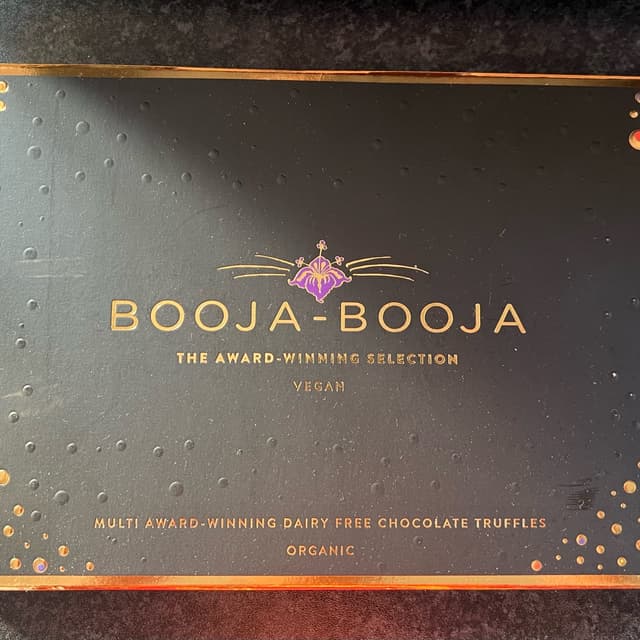 BOOJA-BOOJA
THE AWARD-WINNING SELECTION
VEGAN
MULTI AWARD-WINNING DAIRY FREE CHOCOLATE TRUFFLES
ORGANIC